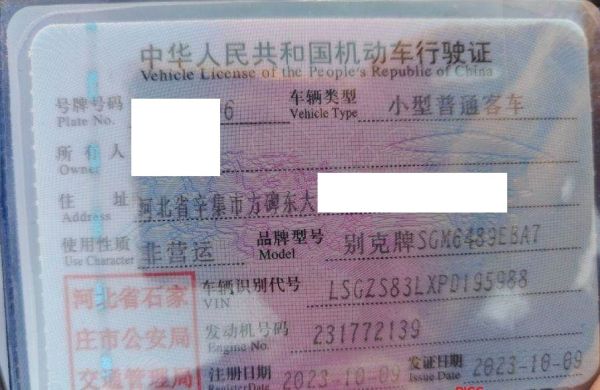 中华人民共和国机动车行驶证
Vehicle License of the People's Republic of China
号牌号码 6 车辆类型 小型普通客车
Plate No. Vehicle Type
所有人
Owner
住址 河北省辛集市方碑东大
Address
使用性质 非营运 品牌型号 别克牌SGM6489EBA7
Use Character Model
车辆识别代号 LSGZS83LXPD195988
VIN
河北省石家
庄市公安局
交通管理局
发动机号码 231772139
Engine No.
注册日期 2023-10-09 发证日期 2023-10-09
Register Date Issue Date